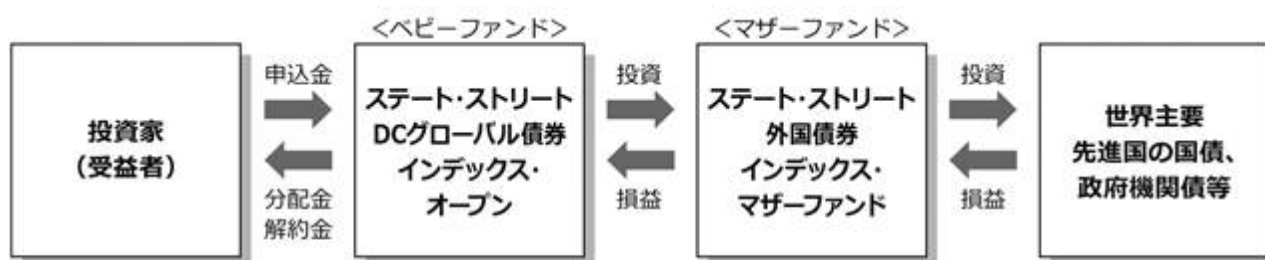 ＜ベビーファンド＞
＜マザーファンド＞
投資家
（受益者）
申込金
分配金
解約金
ステート・ストリート
DCグローバル債券
インデックス・
オープン
投資
損益
ステート・ストリート
外国債券
インデックス・
マザーファンド
投資
損益
世界主要
先進国の国債、
政府機関債等